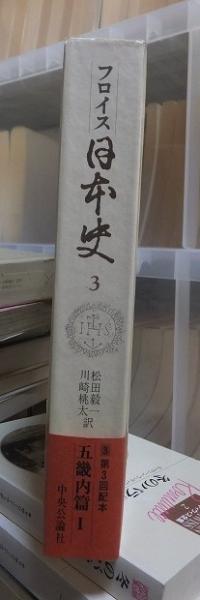 フロイス
日本史
3
IHS
松田毅一
川崎桃太 訳
③ 第3回配本
五畿内篇 I
中央公論社